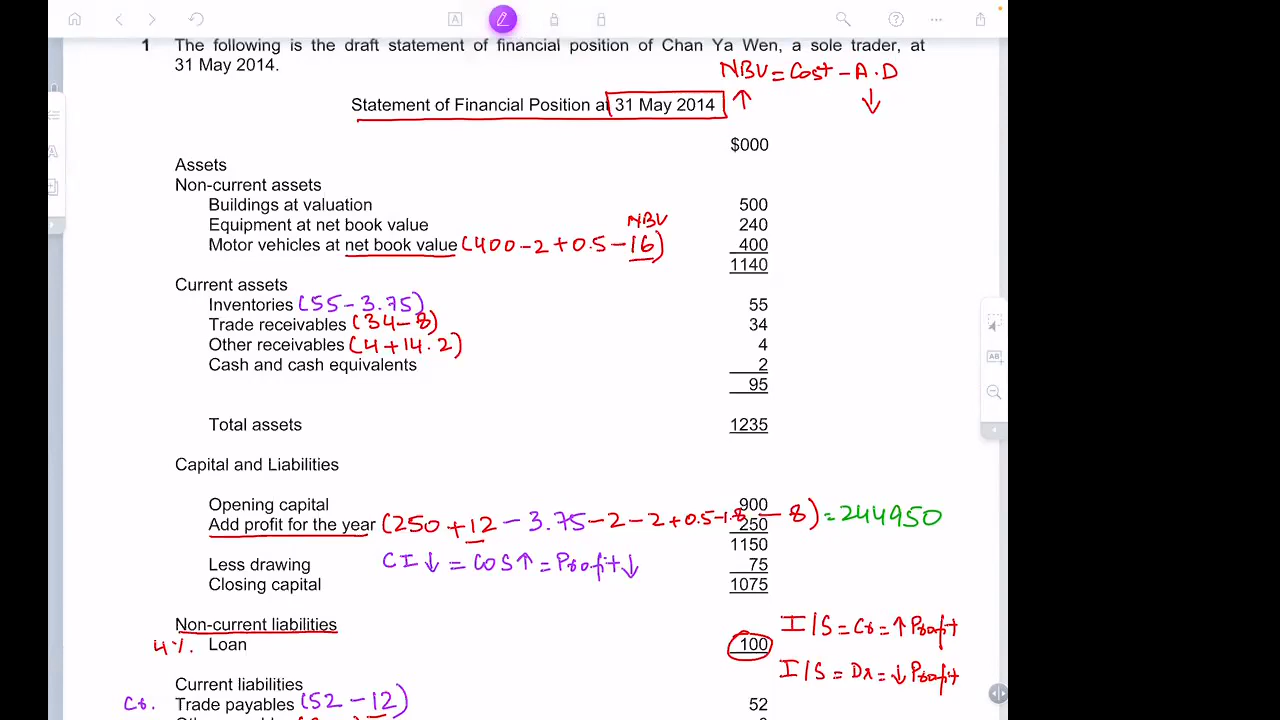 1 The following is the draft statement of financial position of Chan Ya Wen, a sole trader, at
31 May 2014.
NBV = Cost - A.D
↑ ↓
Statement of Financial Position at 31 May 2014
$000
Assets
Non-current assets
Buildings at valuation 500
NBV
Equipment at net book value 240
Motor vehicles at net book value (400-2+0.5-16) 400
1140
Current assets
Inventories (55-3.75) 55
Trade receivables (34-8) 34
Other receivables (4+14.2) 4
Cash and cash equivalents 2
95
Total assets 1235
Capital and Liabilities
Opening capital 900
Add profit for the year (250+12-3.75-2-2+0.5-1.8-8) = 244950 250
1150
CI↓ = COS↑ = Profit↓
Less drawing 75
Closing capital 1075
Non-current liabilities I/S = Cr = ↑ Profit
4% Loan 100
I/S = Dr = ↓ Profit
Current liabilities
Cr. Trade payables (52-12) 52